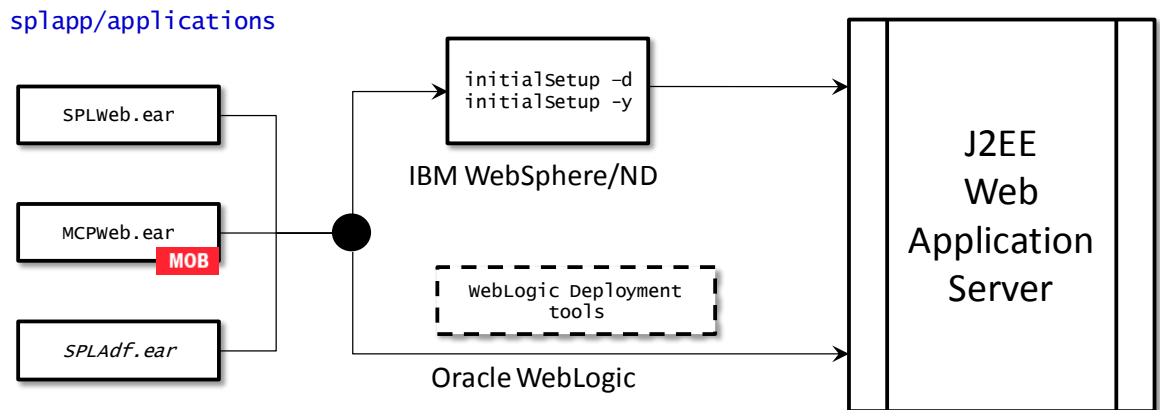 splapp/applications
SPLWeb.ear
MCPWeb.ear
MOB
SPLAdf.ear
initialSetup –d
initialSetup -y
IBM WebSphere/ND
WebLogic Deployment
tools
Oracle WebLogic
J2EE
Web
Application
Server